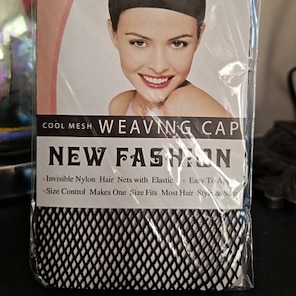 COOL MESH WEAVING CAP
NEW FASHION
Invisible Nylon Hair Nets with Elastic Easy To
Size Control Makes One Size Fits Most Hair Style &